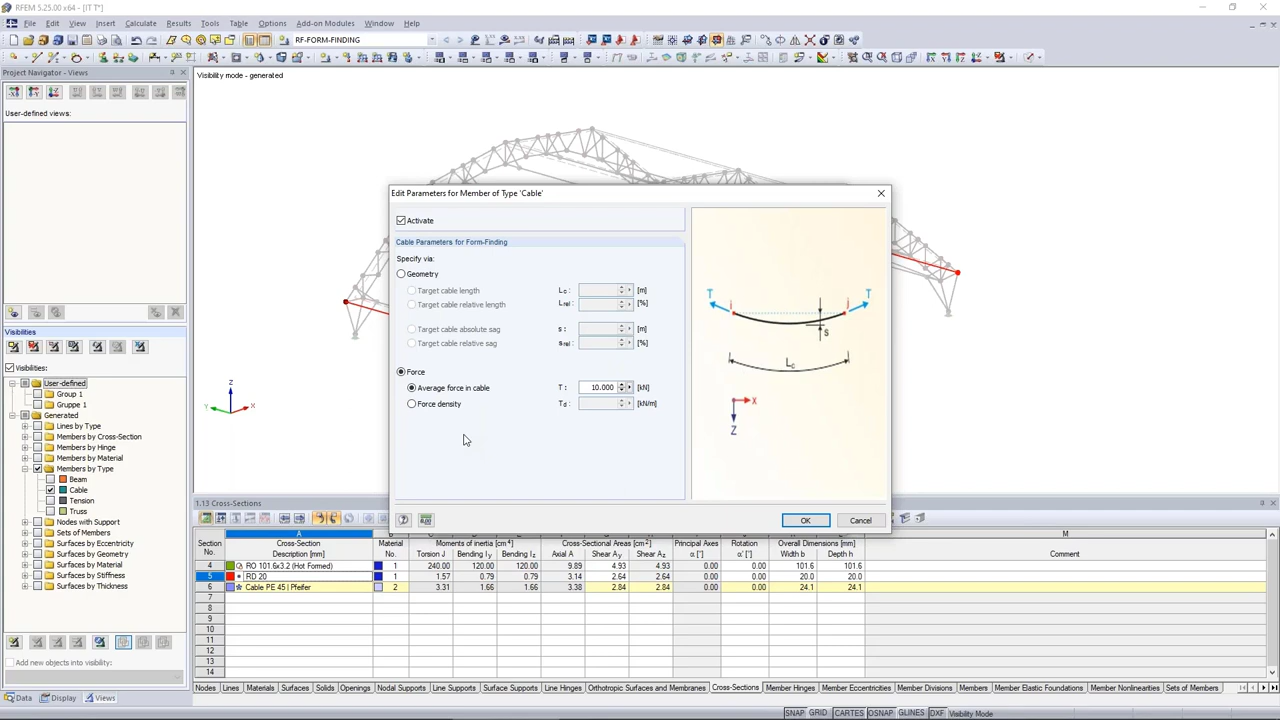 RFEM 5.25.00 x64 - [IT T*]
File Edit View Insert Calculate Results Tools Table Options Add-on Modules Window Help
RF-FORM-FINDING
Project Navigator - Views
Visibility mode - generated
User-defined views:
Edit Parameters for Member of Type 'Cable'
Activate
Cable Parameters for Form-Finding
Specify via:
Geometry
Target cable length Lc : [m]
Target cable relative length Lrel : [%]
Target cable absolute sag s : [m]
Target cable relative sag srel : [%]
Force
Average force in cable T : 10.000 [kN]
Force density Td : [kN/m]
T i j T
s
Lc
X
Z
OK Cancel
Z
Y X
Visibilities
Visibilities:
User-defined
Group 1
Gruppe 1
Generated
Lines by Type
Members by Cross-Section
Members by Hinge
Members by Material
Members by Type
Beam
Cable
Tension
Truss
Nodes with Support
Sets of Members
Surfaces by Eccentricity
Surfaces by Geometry
Surfaces by Material
Surfaces by Stiffness
Surfaces by Thickness
Add new objects into visibility:
Data Display Views
1.13 Cross-Sections
A M
Section Cross-Section Material Moments of inertia [cm⁴] Cross-Sectional Areas [cm²] Principal Axes Rotation Overall Dimensions [mm]
No. Description [mm] No. Torsion J Bending Iy Bending Iz Axial A Shear Ay Shear Az α [°] α' [°] Width b Depth h Comment
4 RO 101.6x3.2 (Hot Formed) 1 240.00 120.00 120.00 9.89 4.93 4.93 0.00 0.00 101.6 101.6
5 RD 20 1 1.57 0.79 0.79 3.14 2.64 2.64 0.00 0.00 20.0 20.0
6 Cable PE 45 | Pfeifer 2 3.31 1.66 1.66 3.38 2.84 2.84 0.00 0.00 24.1 24.1
7
8
9
10
11
12
13
14
Nodes Lines Materials Surfaces Solids Openings Nodal Supports Line Supports Surface Supports Line Hinges Orthotropic Surfaces and Membranes Cross-Sections Member Hinges Member Eccentricities Member Divisions Members Member Elastic Foundations Member Nonlinearities Sets of Members
SNAP GRID CARTES OSNAP GLINES DXF Visibility Mode